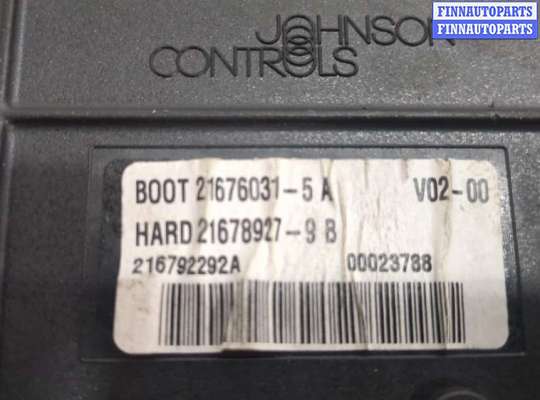 FINNAUTOPARTS
FINNAUTOPARTS
JOHNSON
CONTROLS
BOOT 21676031-5 A V02-00
HARD 21678927-9 B
216792292A 00023788